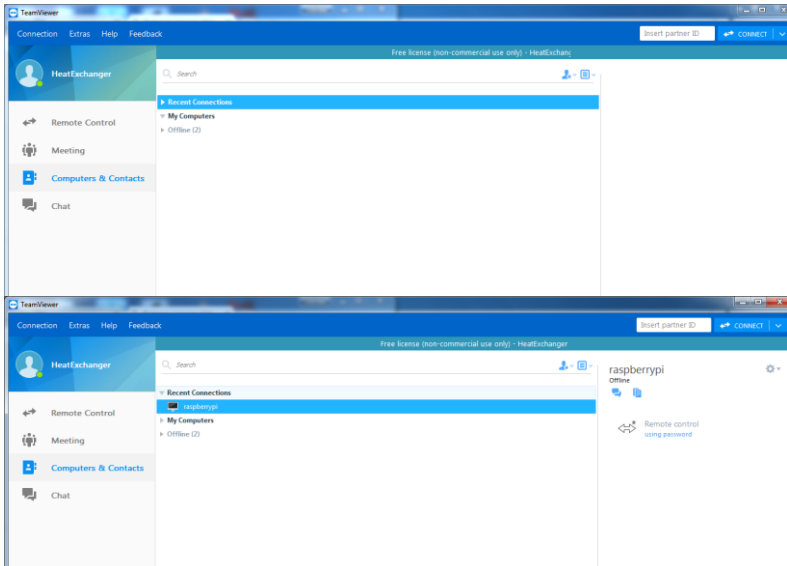 TeamViewer
Connection Extras Help Feedback
Insert partner ID
CONNECT
Free license (non-commercial use only) - HeatExchang
HeatExchanger
Search
Recent Connections
My Computers
Offline (2)
Remote Control
Meeting
Computers & Contacts
Chat
TeamViewer
Connection Extras Help Feedback
Insert partner ID
CONNECT
Free license (non-commercial use only) - HeatExchanger
HeatExchanger
Search
raspberrypi
Offline
Recent Connections
raspberrypi
My Computers
Offline (2)
Remote control
using password
Remote Control
Meeting
Computers & Contacts
Chat